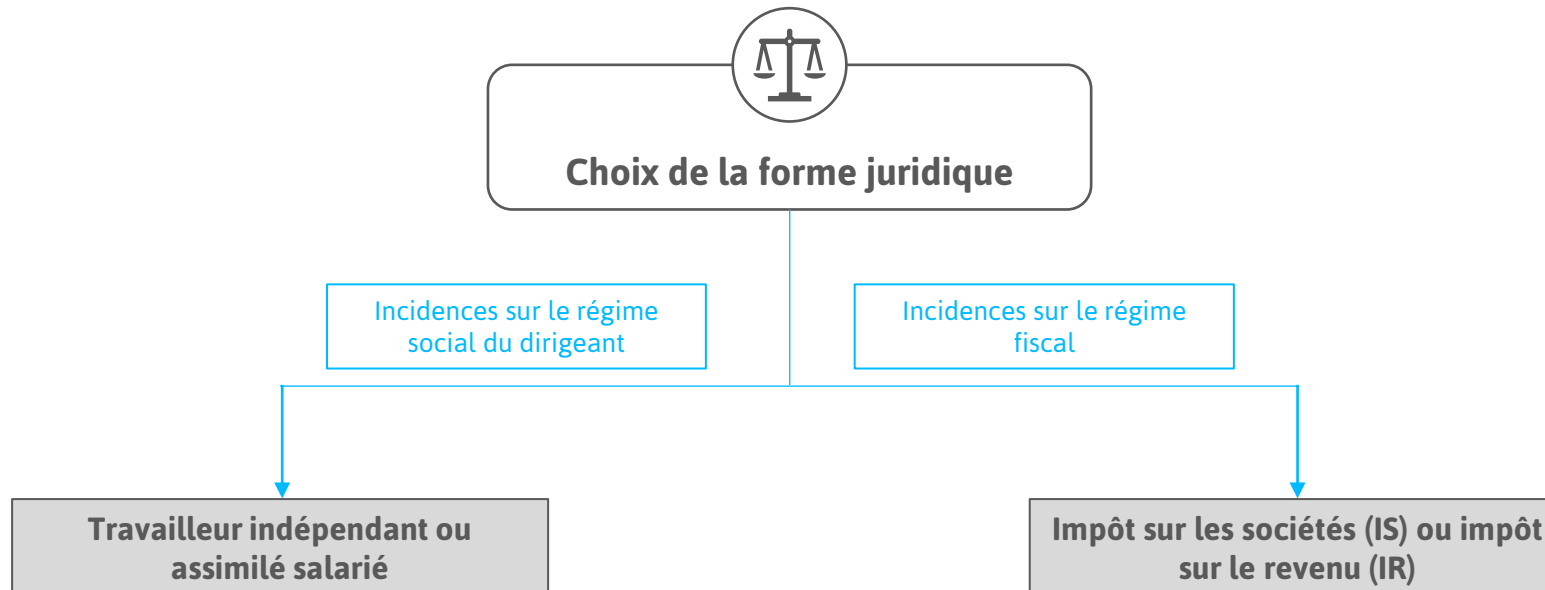 Choix de la forme juridique
Incidences sur le régime
social du dirigeant
Incidences sur le régime
fiscal
Travailleur indépendant ou
assimilé salarié
Impôt sur les sociétés (IS) ou impôt
sur le revenu (IR)